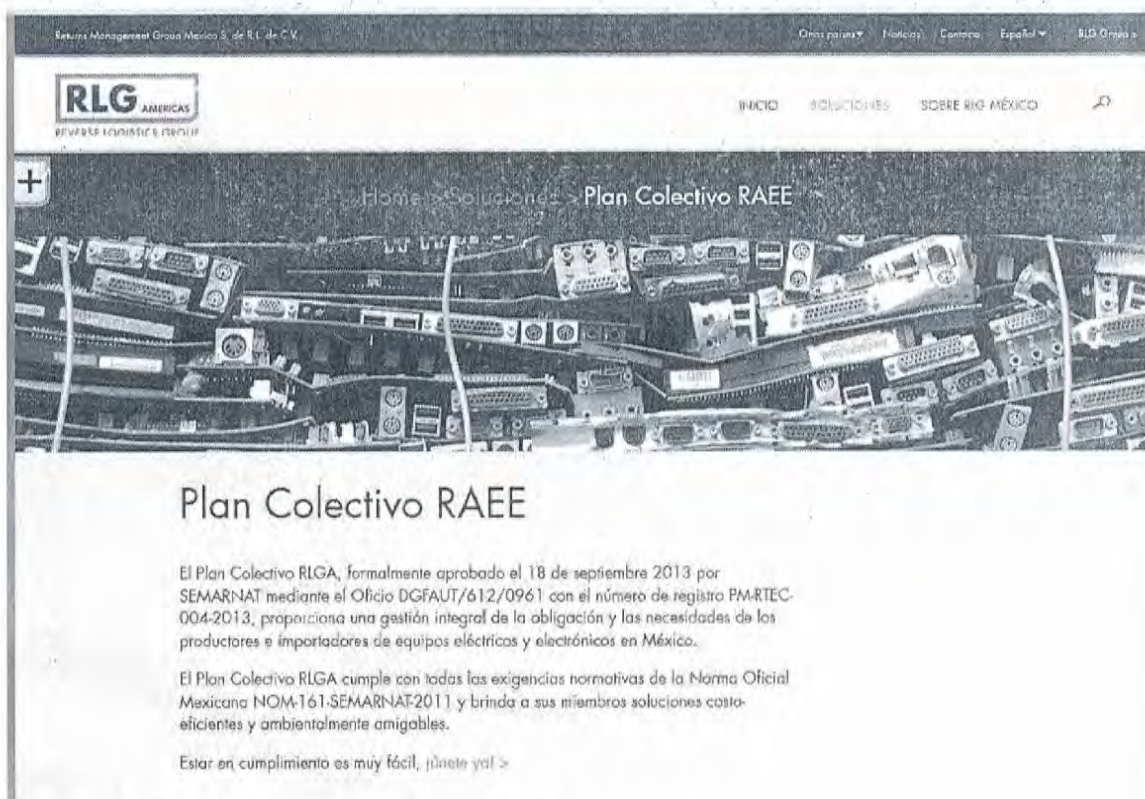 Returns Management Group Mexico S. de R.L. de C.V.
Otros países Noticias Contacto Español RLG Group
RLG AMERICAS
REVERSE LOGISTICS GROUP
INICIO SOLUCIONES SOBRE RLG MÉXICO
Home > Soluciones > Plan Colectivo RAEE
Plan Colectivo RAEE
El Plan Colectivo RLGA, formalmente aprobado el 18 de septiembre 2013 por
SEMARNAT mediante el Oficio DGFAUT/612/0961 con el número de registro PM-RTEC-
004-2013, proporciona una gestión integral de la obligación y las necesidades de los
productores e importadores de equipos eléctricos y electrónicos en México.
El Plan Colectivo RLGA cumple con todas las exigencias normativas de la Norma Oficial
Mexicana NOM-161-SEMARNAT-2011 y brinda a sus miembros soluciones costo-
eficientes y ambientalmente amigables.
Estar en cumplimiento es muy fácil, ¡únete ya! >